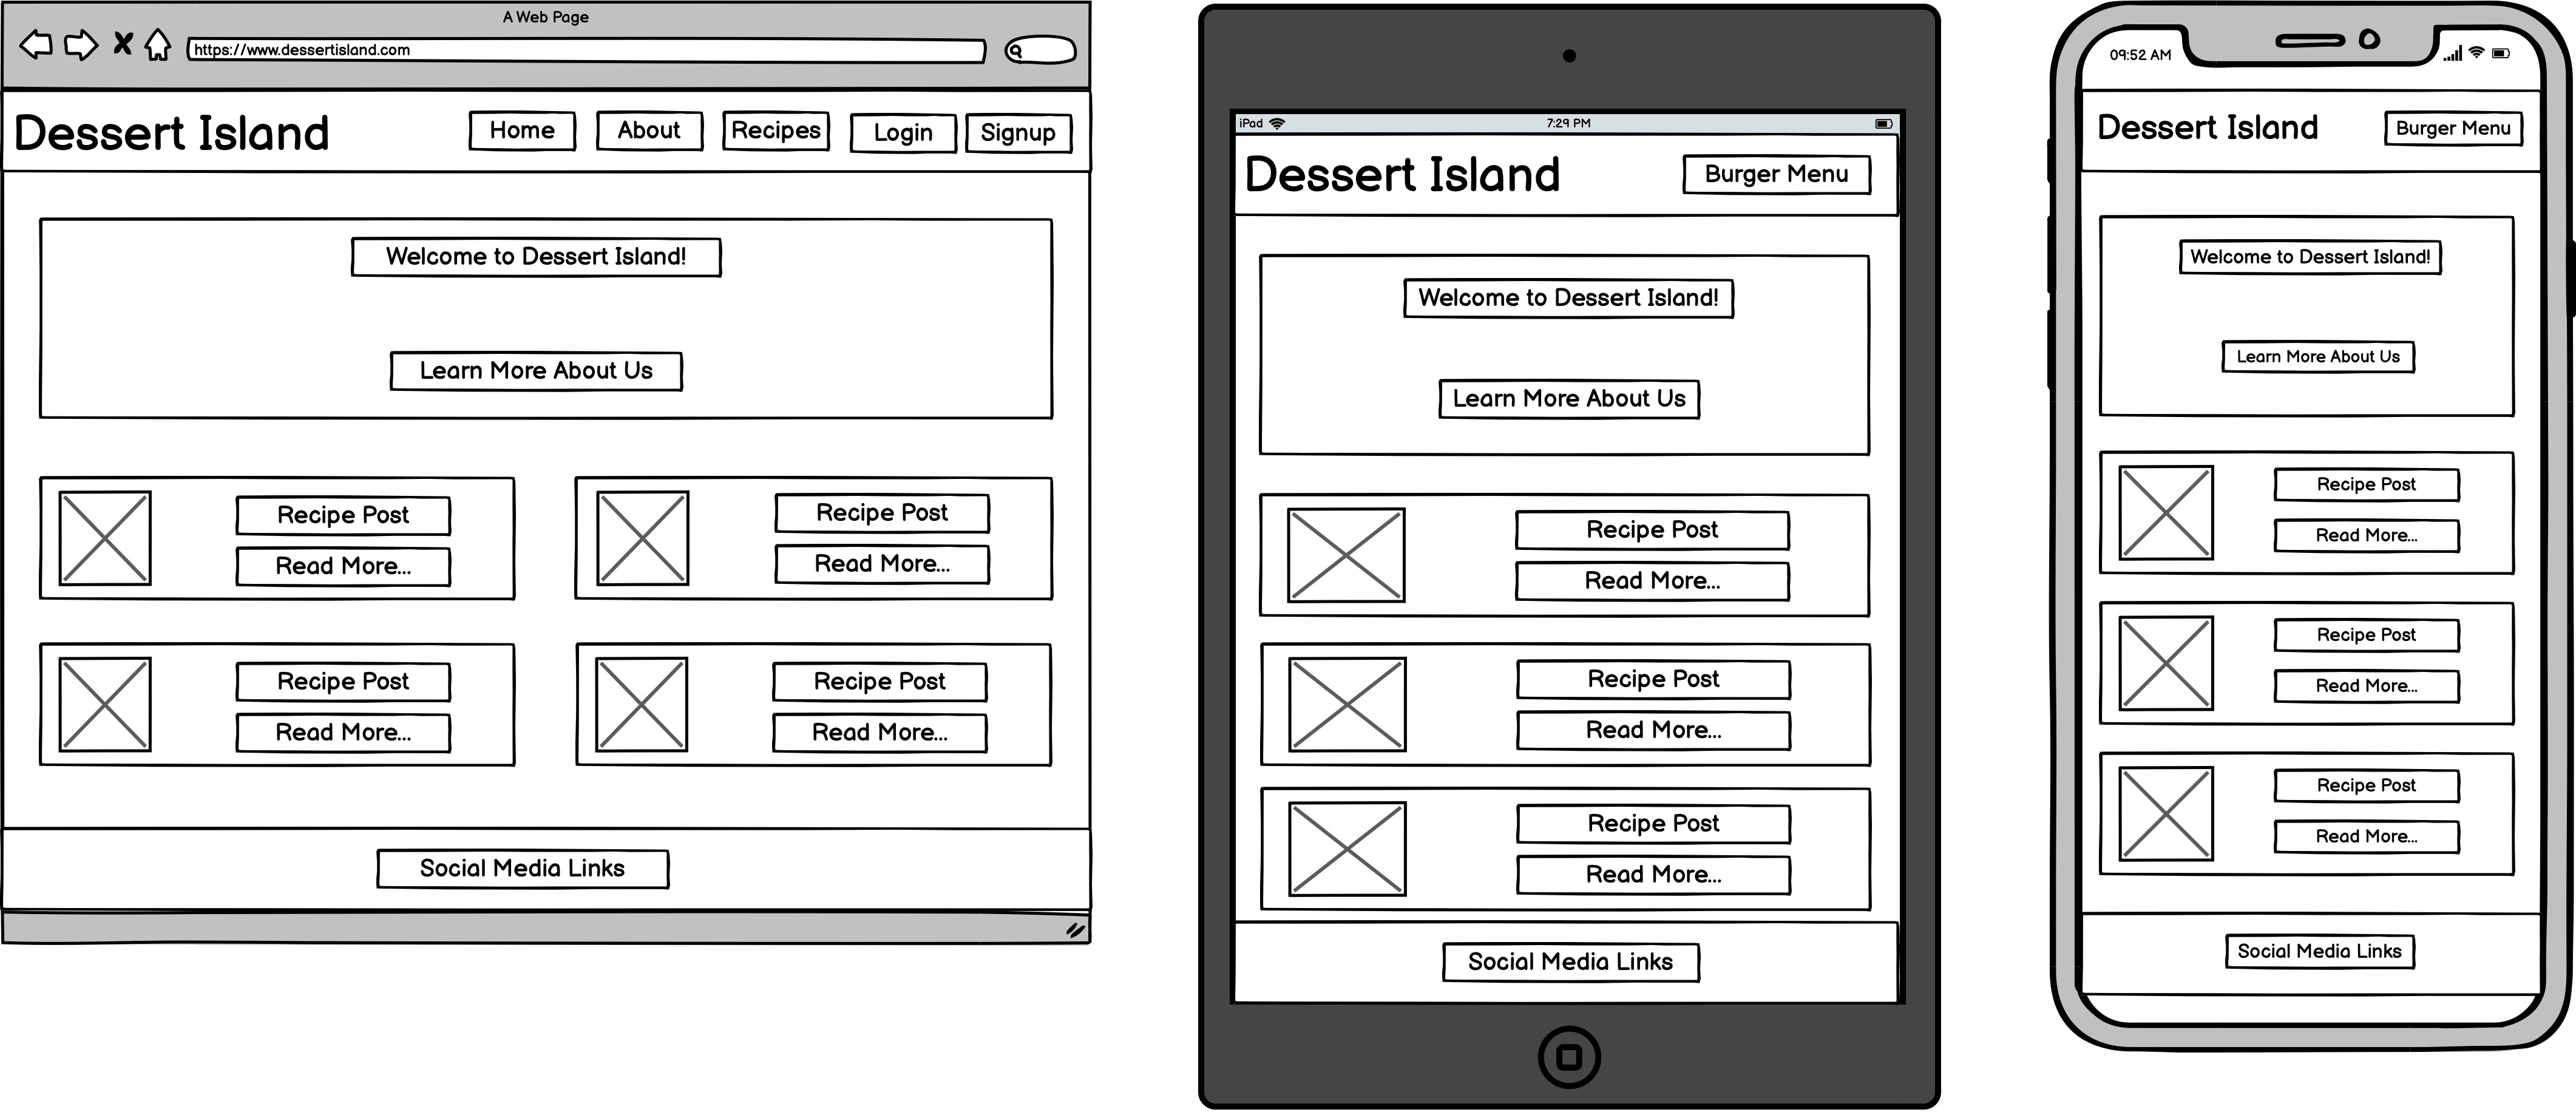 A Web Page
https://www.dessertisland.com
Dessert Island
Home
About
Recipes
Login
Signup
Welcome to Dessert Island!
Learn More About Us
Recipe Post
Read More...
Recipe Post
Read More...
Recipe Post
Read More...
Recipe Post
Read More...
Social Media Links
iPad
7:29 PM
Dessert Island
Burger Menu
Welcome to Dessert Island!
Learn More About Us
Recipe Post
Read More...
Recipe Post
Read More...
Recipe Post
Read More...
Social Media Links
09:52 AM
Dessert Island
Burger Menu
Welcome to Dessert Island!
Learn More About Us
Recipe Post
Read More...
Recipe Post
Read More...
Recipe Post
Read More...
Social Media Links